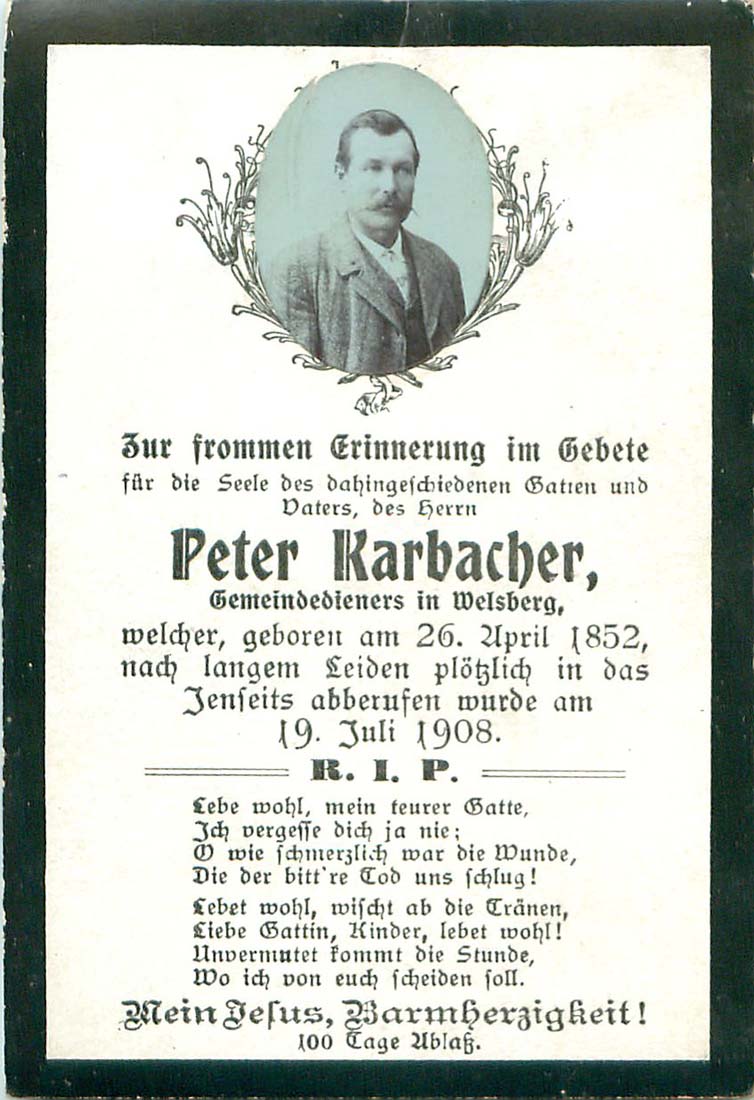 Zur frommen Erinnerung im Gebete
für die Seele des dahingeschiedenen Gatten und
Vaters, des Herrn
Peter Karbacher,
Gemeindedieners in Welsberg,
welcher, geboren am 26. April 1852,
nach langem Leiden plötzlich in das
Jenseits abberufen wurde am
19. Juli 1908.
R. I. P.
Lebe wohl, mein teurer Gatte,
Ich vergesse dich ja nie;
O wie schmerzlich war die Wunde,
Die der bitt're Tod uns schlug!
Lebet wohl, wischt ab die Tränen,
Liebe Gattin, Kinder, lebet wohl!
Unvermutet kommt die Stunde,
Wo ich von euch scheiden soll.
Mein Jesus, Barmherzigkeit!
100 Tage Ablaß.